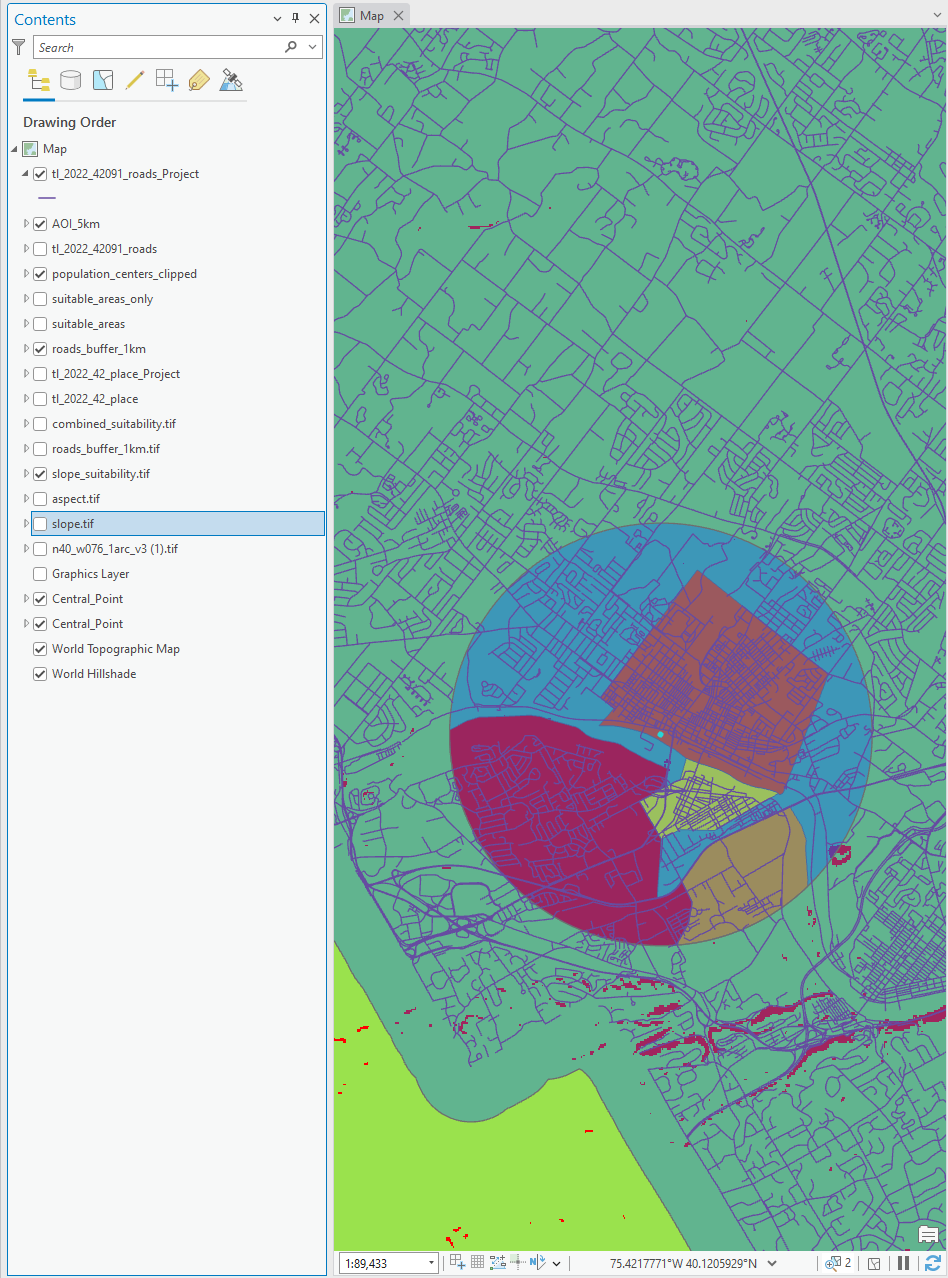 Contents
Map
Search
Drawing Order
Map
tl_2022_42091_roads_Project
AOI_5km
tl_2022_42091_roads
population_centers_clipped
suitable_areas_only
suitable_areas
roads_buffer_1km
tl_2022_42_place_Project
tl_2022_42_place
combined_suitability.tif
roads_buffer_1km.tif
slope_suitability.tif
aspect.tif
slope.tif
n40_w076_1arc_v3 (1).tif
Graphics Layer
Central_Point
Central_Point
World Topographic Map
World Hillshade
1:89,433
75.4217771°W 40.1205929°N
2